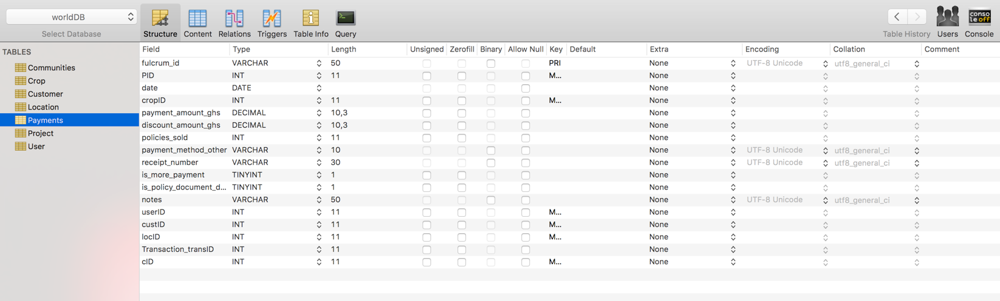 worldDB
Select Database
Structure Content Relations Triggers Table Info Query
Table History Users Console
conso
le off
TABLES
Communities
Crop
Customer
Location
Payments
Project
User
Field Type Length Unsigned Zerofill Binary Allow Null Key Default Extra Encoding Collation Comment
fulcrum_id VARCHAR 50 PRI None UTF-8 Unicode utf8_general_ci
PID INT 11 M... None
date DATE None
cropID INT 11 M... None
payment_amount_ghs DECIMAL 10,3 None
discount_amount_ghs DECIMAL 10,3 None
policies_sold INT 11 None
payment_method_other VARCHAR 10 None UTF-8 Unicode utf8_general_ci
receipt_number VARCHAR 30 None UTF-8 Unicode utf8_general_ci
is_more_payment TINYINT 1 None
is_policy_document_d... TINYINT 1 None
notes VARCHAR 50 None UTF-8 Unicode utf8_general_ci
userID INT 11 M... None
custID INT 11 M... None
locID INT 11 M... None
Transaction_transID INT 11 None
cID INT 11 M... None